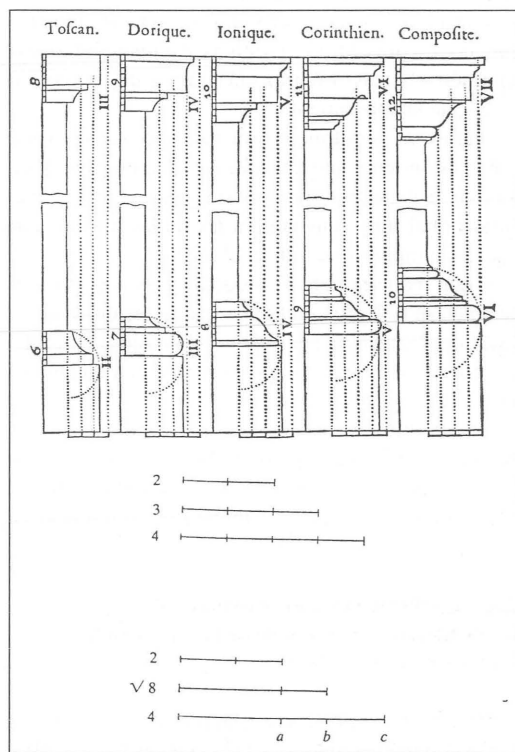 Toſcan. Dorique. Ionique. Corinthien. Compoſite.
8 9 10 11 12
III IV V VI VII
6 7 8 9 10
II III IV V VI
2
3
4
2
√8
4
a b c